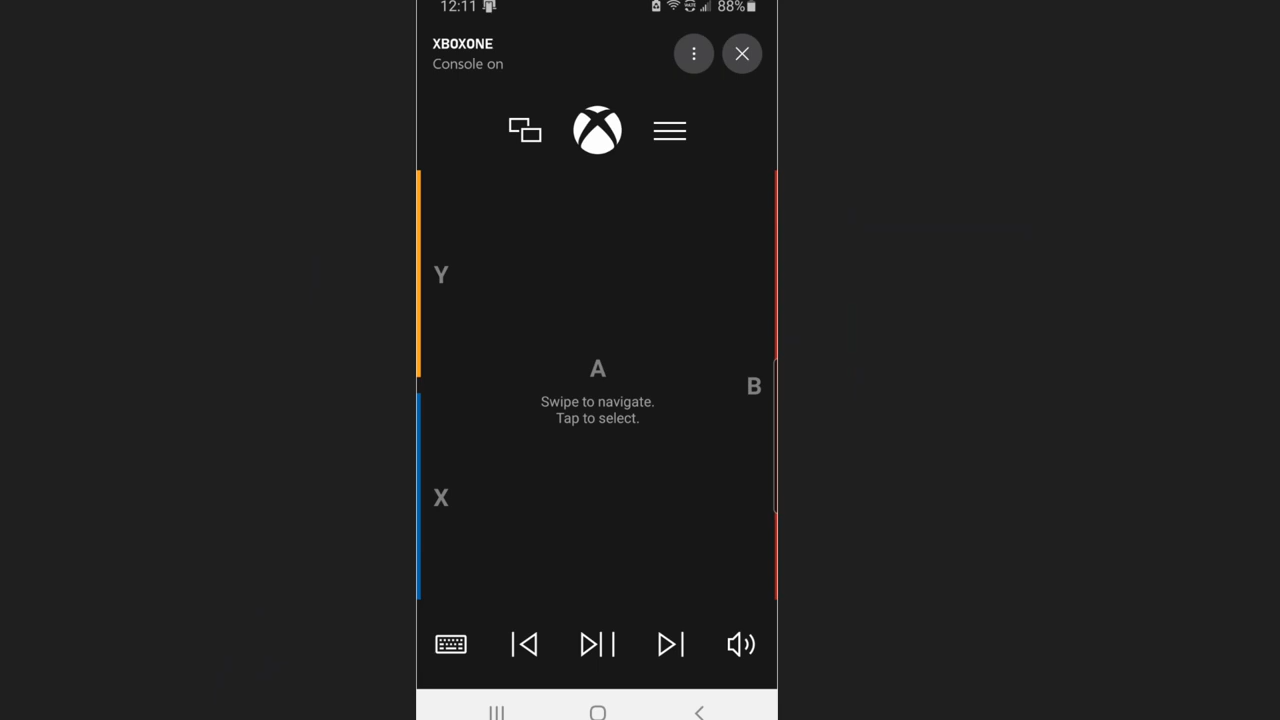 12:11
88%
XBOXONE
Console on
Y
A
B
Swipe to navigate.
Tap to select.
X